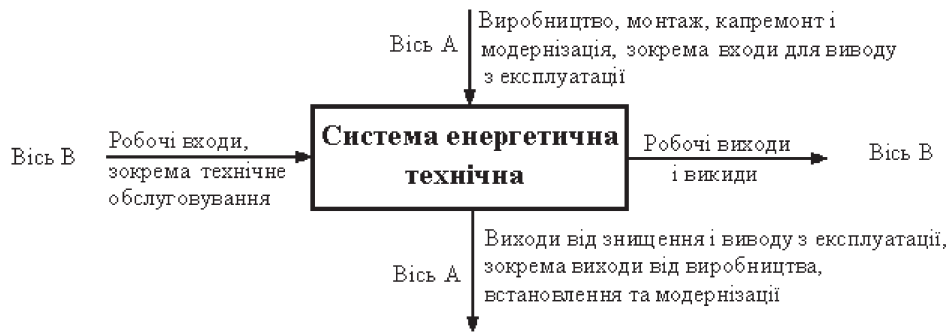 Виробництво, монтаж, капремонт і
Вісь А
модернізація, зокрема входи для виводу
з експлуатації
Вісь В
Робочі входи,
зокрема технічне
обслуговування
Система енергетична
технічна
Робочі виходи
і викиди
Вісь В
Виходи від знищення і виводу з експлуатації,
Вісь А
зокрема виходи від виробництва,
встановлення та модернізації